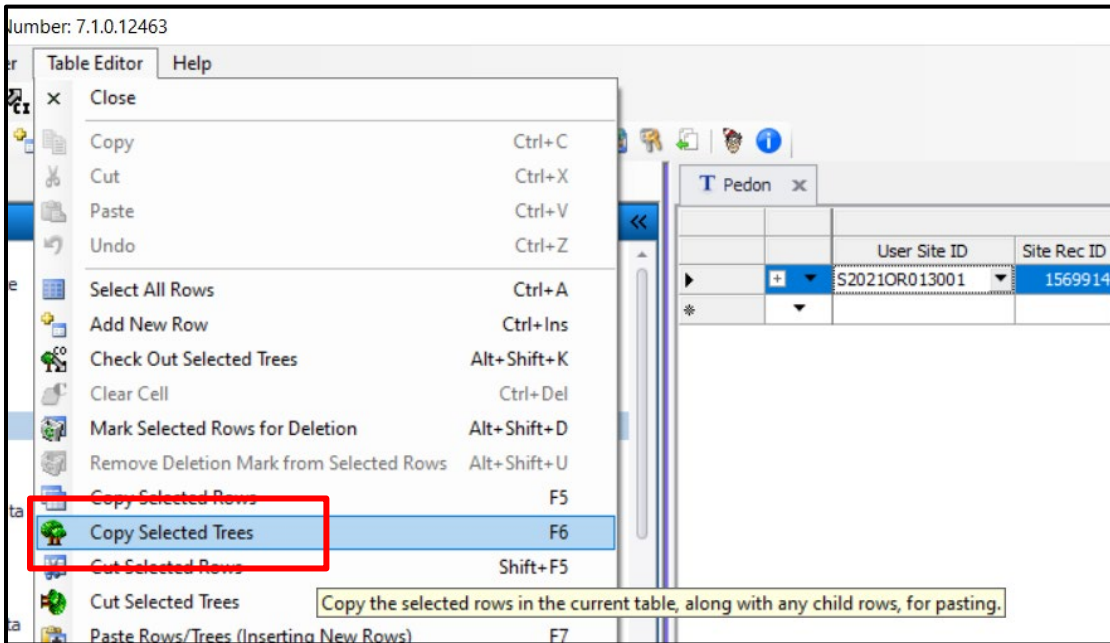 Number: 7.1.0.12463
er Table Editor Help
Close
Copy Ctrl+C
Cut Ctrl+X
Paste Ctrl+V
Undo Ctrl+Z
Select All Rows Ctrl+A
Add New Row Ctrl+Ins
Check Out Selected Trees Alt+Shift+K
Clear Cell Ctrl+Del
Mark Selected Rows for Deletion Alt+Shift+D
Remove Deletion Mark from Selected Rows Alt+Shift+U
Copy Selected Rows F5
Copy Selected Trees F6
Cut Selected Rows Shift+F5
Cut Selected Trees
Paste Rows/Trees (Inserting New Rows) F7
Copy the selected rows in the current table, along with any child rows, for pasting.
CI
e
ta
ta
T Pedon
User Site ID Site Rec ID
S2021OR013001 1569914